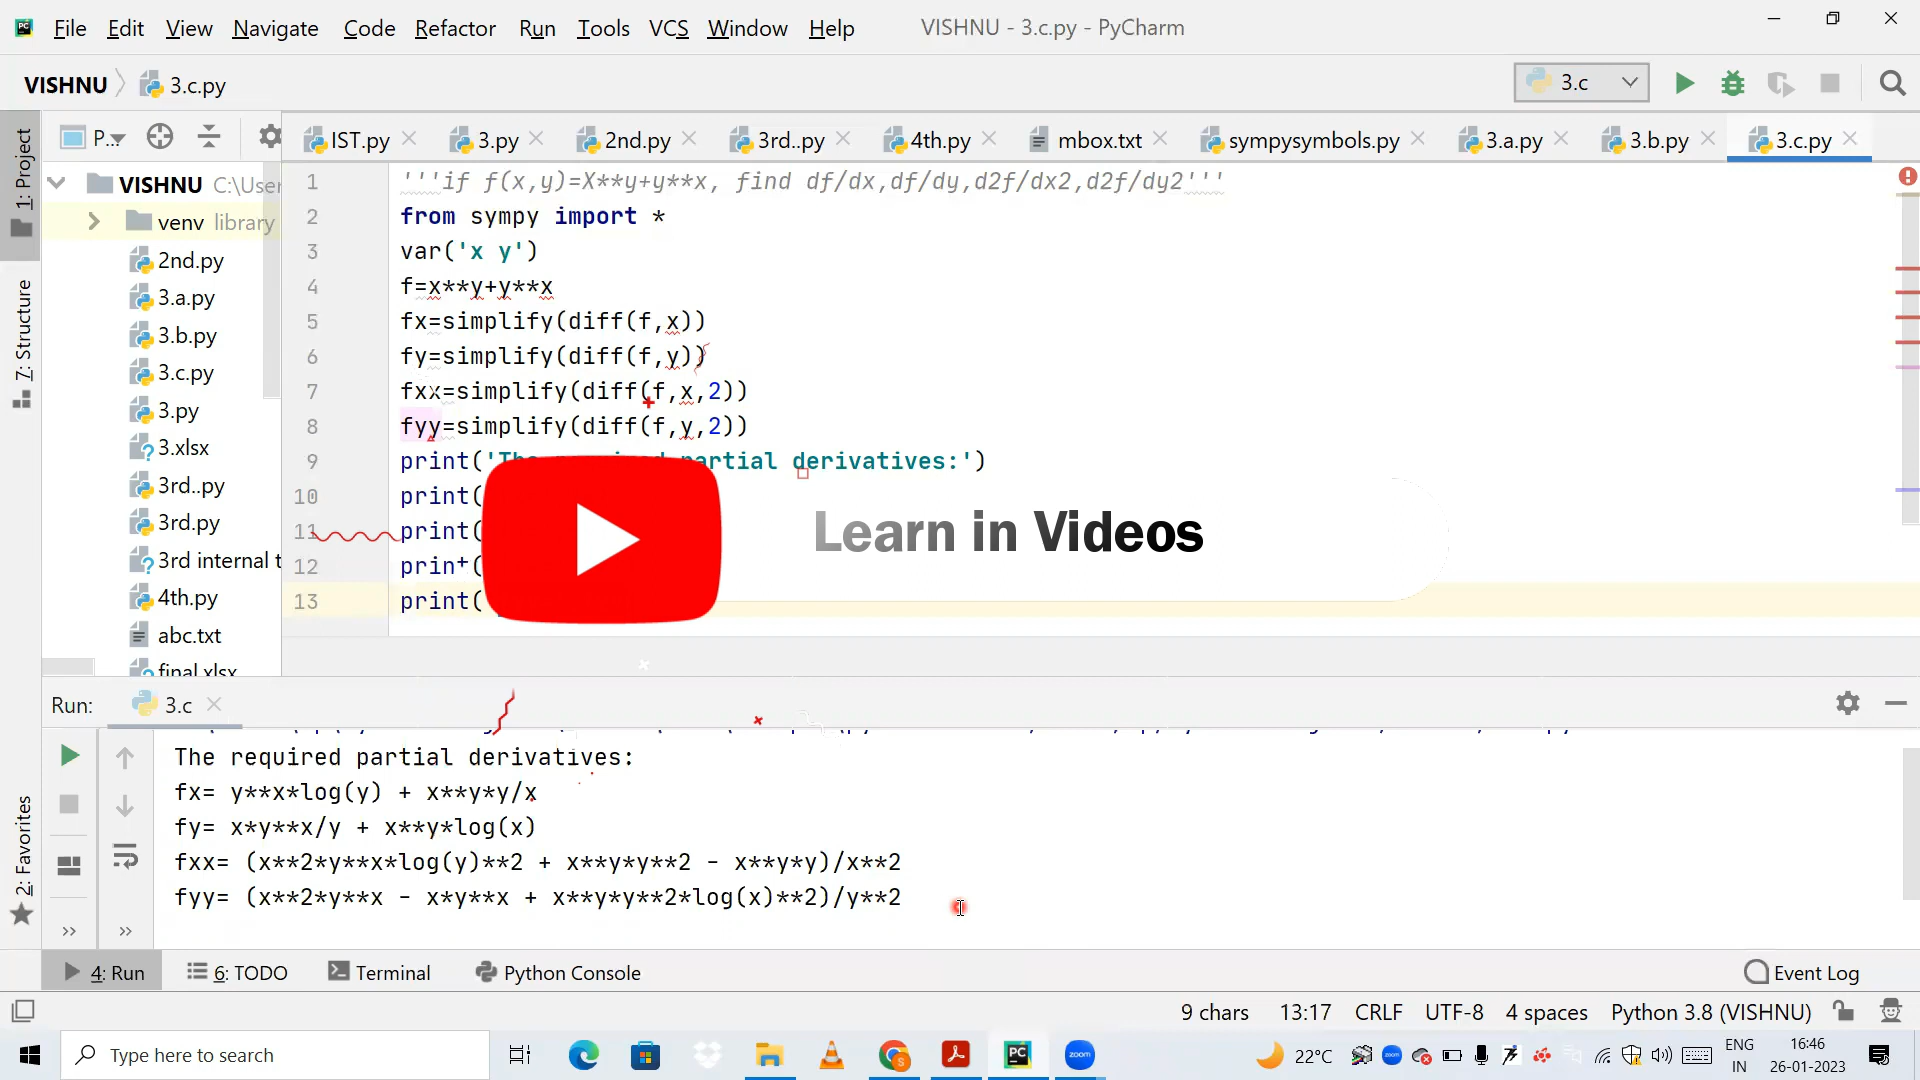 File Edit View Navigate Code Refactor Run Tools VCS Window Help VISHNU - 3.c.py - PyCharm
VISHNU 3.c.py 3.c
P... IST.py 3.py 2nd.py 3rd..py 4th.py mbox.txt sympysymbols.py 3.a.py 3.b.py 3.c.py
1: Project
7: Structure
2: Favorites
VISHNU C:\User
venv library
2nd.py
3.a.py
3.b.py
3.c.py
3.py
3.xlsx
3rd..py
3rd.py
3rd internal t
4th.py
abc.txt
final.xlsx
1 '''if f(x,y)=X**y+y**x, find df/dx,df/dy,d2f/dx2,d2f/dy2'''
2 from sympy import *
3 var('x y')
4 f=x**y+y**x
5 fx=simplify(diff(f,x))
6 fy=simplify(diff(f,y))
7 fxx=simplify(diff(f,x,2))
8 fyy=simplify(diff(f,y,2))
9 print('The partial derivatives:')
10 print(
11 print(
12 print(
13 print(
Learn in Videos
Run: 3.c
The required partial derivatives:
fx= y**x*log(y) + x**y*y/x
fy= x*y**x/y + x**y*log(x)
fxx= (x**2*y**x*log(y)**2 + x**y*y**2 - x**y*y)/x**2
fyy= (x**2*y**x - x*y**x + x**y*y**2*log(x)**2)/y**2
4: Run 6: TODO Terminal Python Console Event Log
9 chars 13:17 CRLF UTF-8 4 spaces Python 3.8 (VISHNU)
Type here to search
zoom
22°C
ENG
IN
16:46
26-01-2023